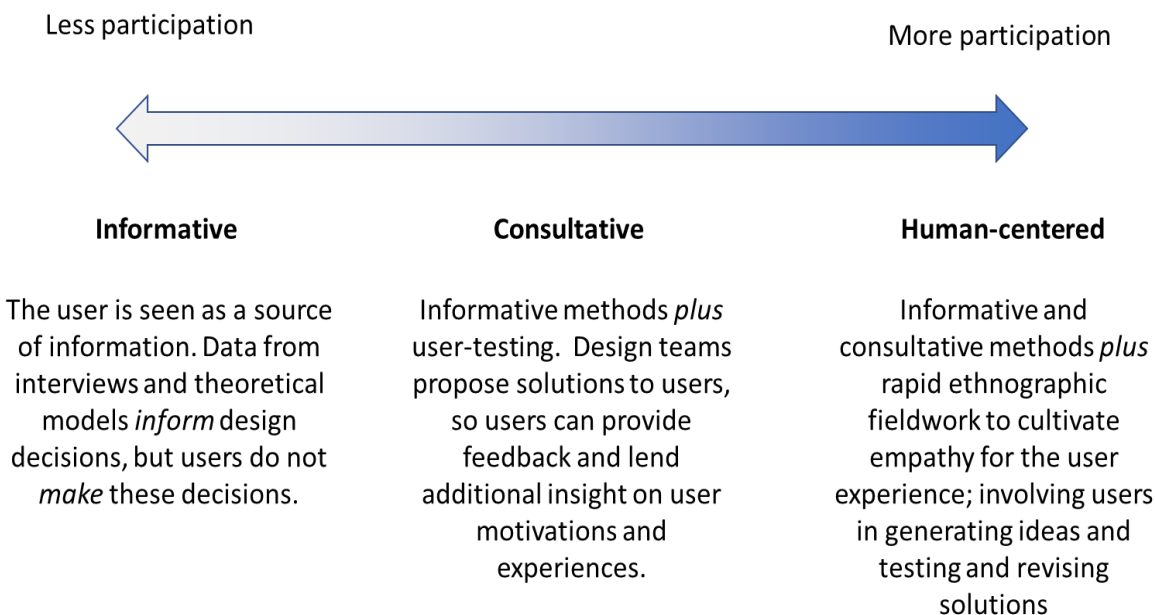 Less participation
More participation
Informative
Consultative
Human-centered
The user is seen as a source
of information. Data from
interviews and theoretical
models inform design
decisions, but users do not
make these decisions.
Informative methods plus
user-testing.  Design teams
propose solutions to users,
so users can provide
feedback and lend
additional insight on user
motivations and
experiences.
Informative and
consultative methods plus
rapid ethnographic
fieldwork to cultivate
empathy for the user
experience; involving users
in generating ideas and
testing and revising
solutions